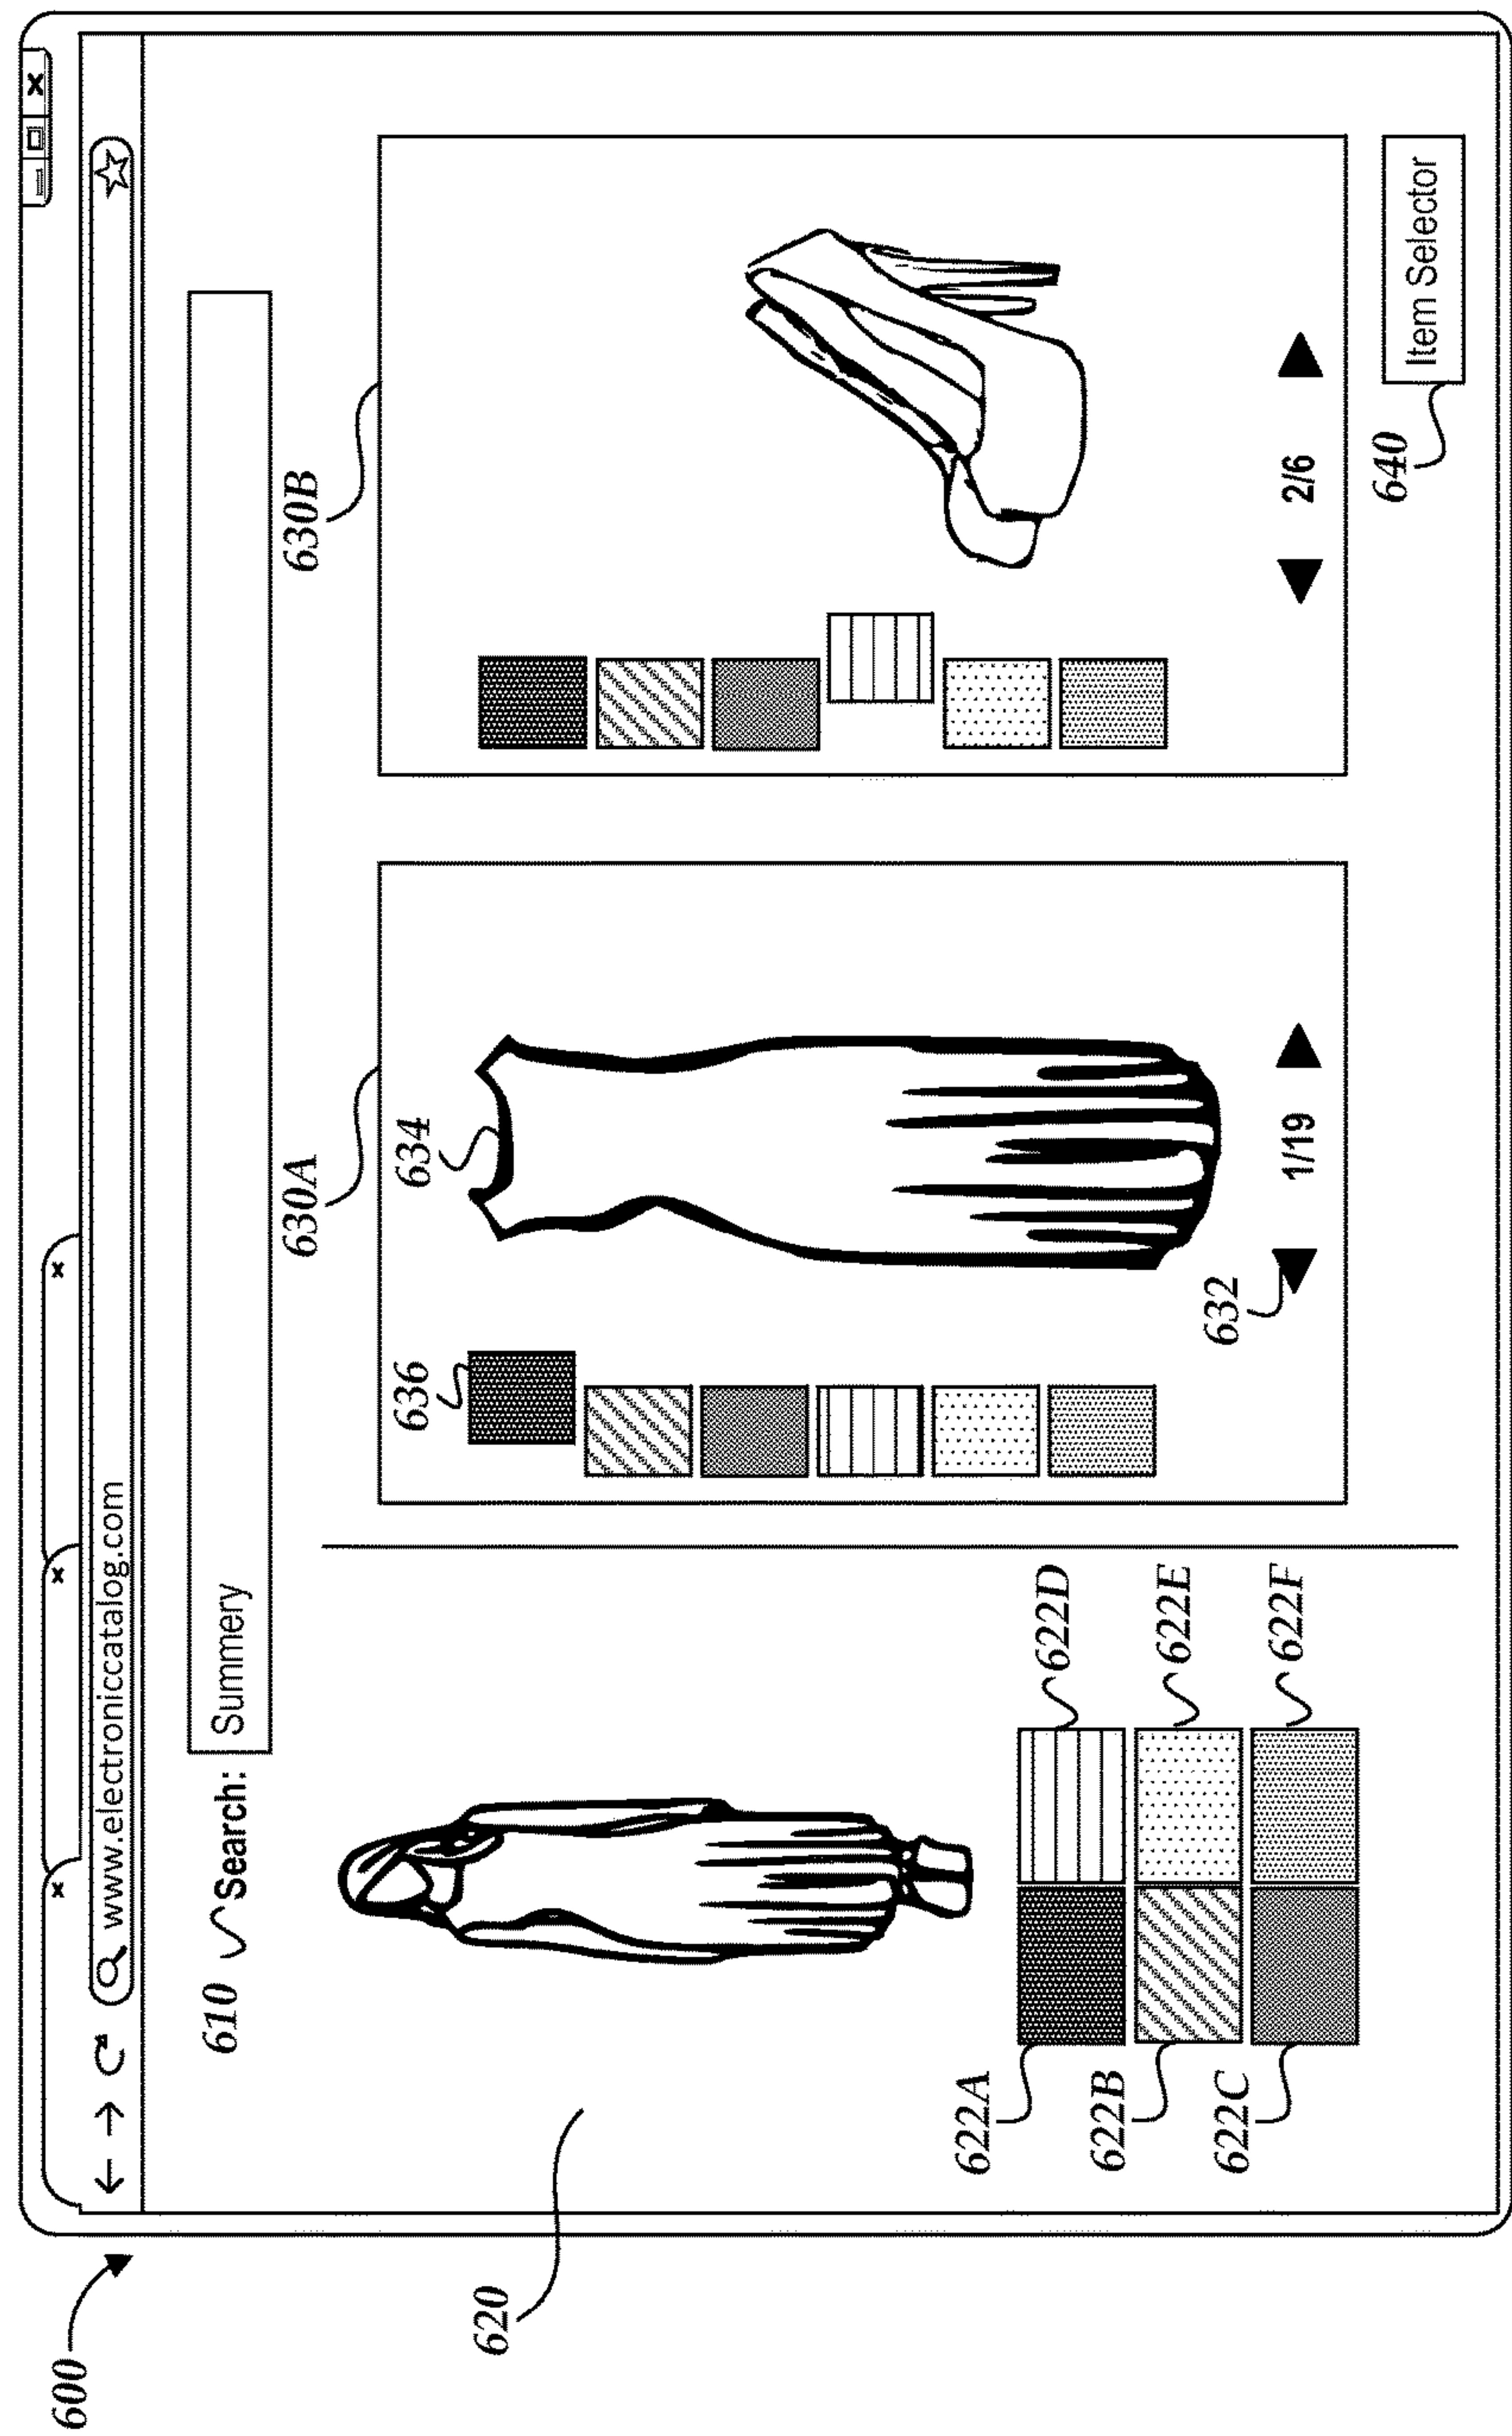 600
x x x
www.electroniccatalog.com
X
610 Search: Summery
620
630A
630B
636
634
632
1/19
2/6
622A
622B
622C
622D
622E
622F
640
Item Selector